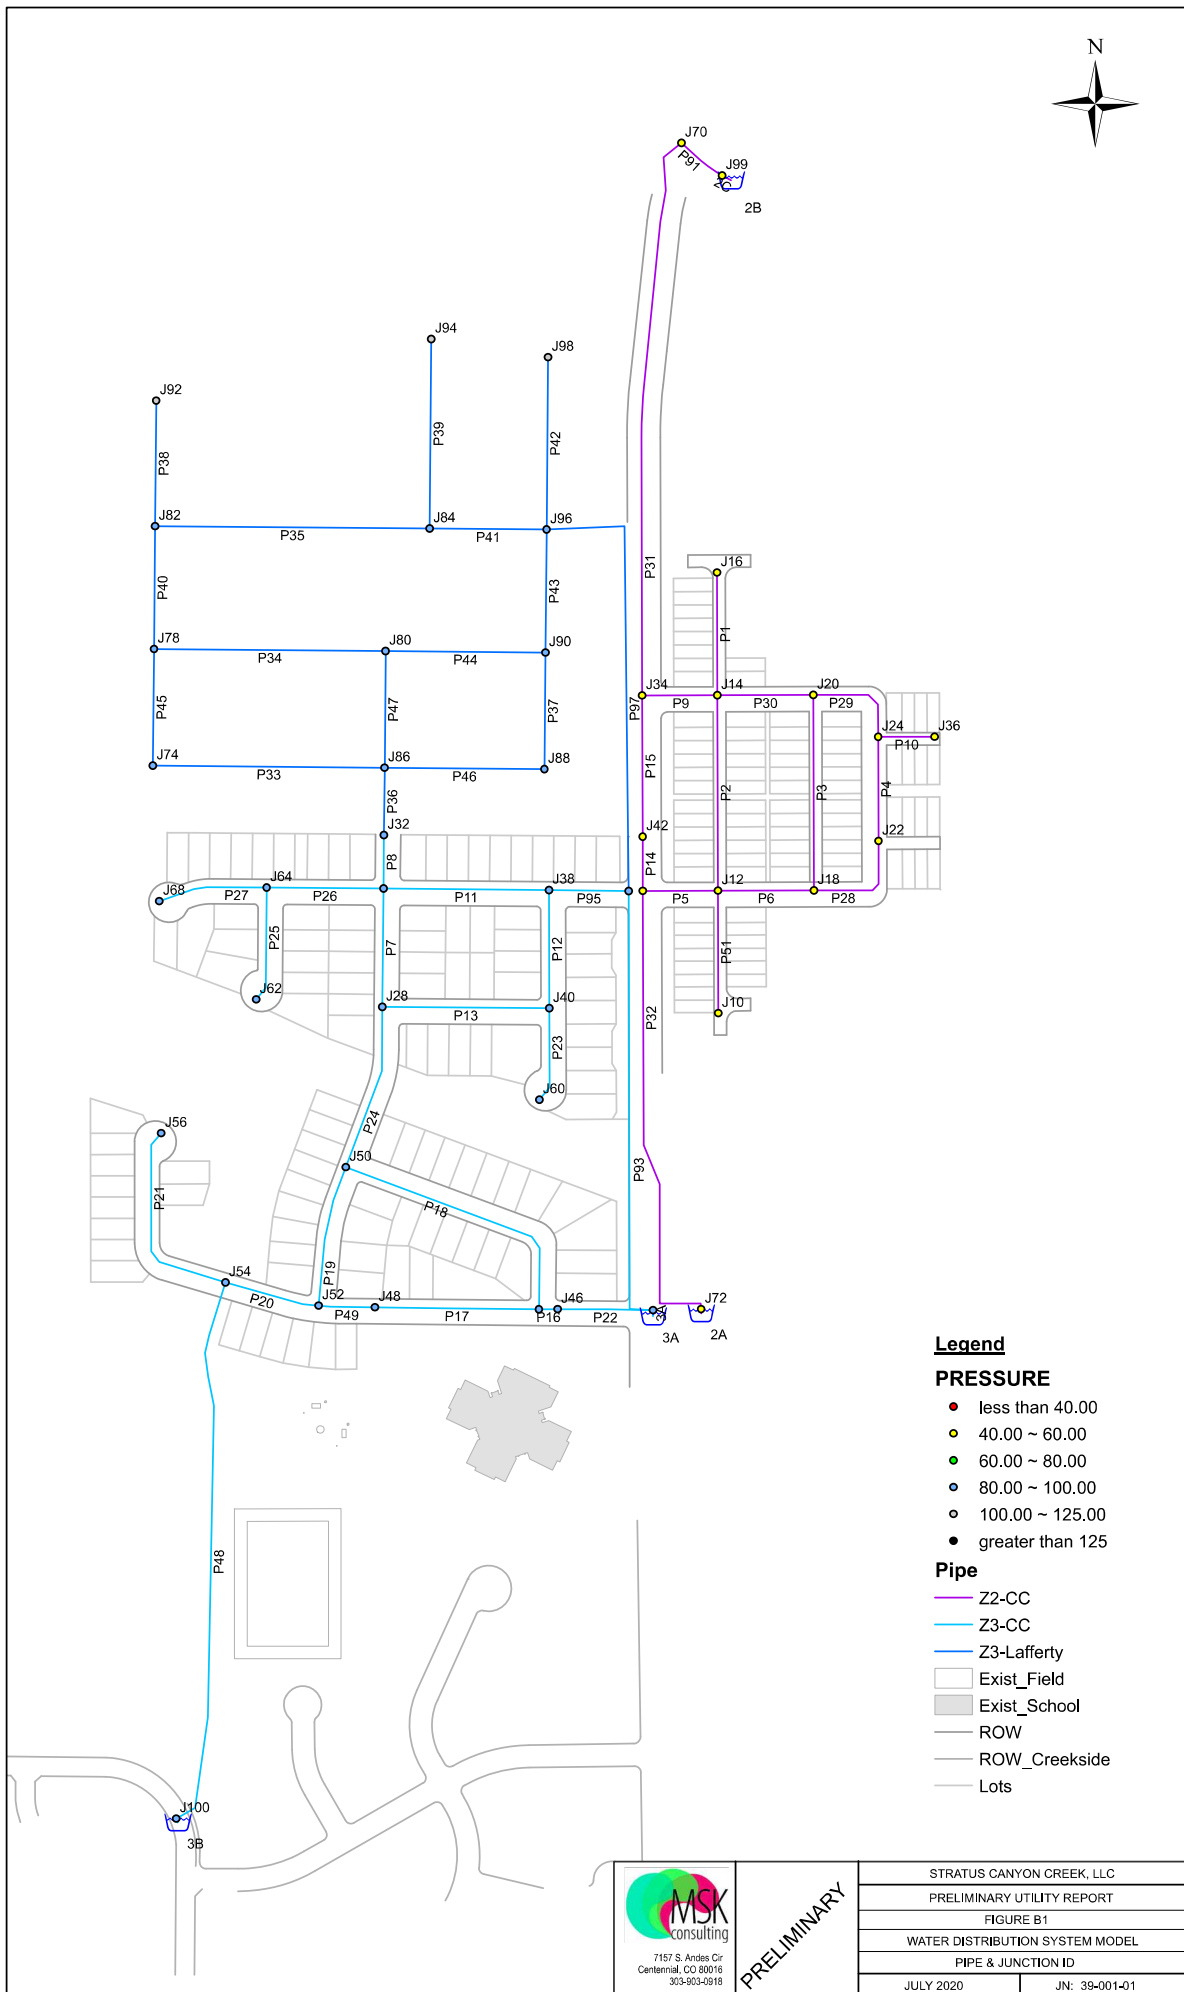 N
J70
P91
J99
2C
2B
J94
J98
J92
P39
P42
P38
J82
J84
J96
P35
P41
P31
J16
P40
P43
P1
J78
J80
J90
P34
P44
J34
J14
J20
P45
P47
P37
P97
P9
P30
P29
J24
J36
P10
J74
J86
J88
P33
P46
P15
P2
P3
P4
P36
J32
J42
J22
P8
P14
J68
J64
J38
J12
J18
P27
P26
P11
P95
P5
P6
P28
P25
P7
P12
P51
J62
J28
J40
J10
P13
P32
P23
J60
J56
P24
J50
P93
P21
P18
J54
P19
J52
J48
J46
J72
P20
P49
P17
P16
P22
3A
3A
2A
P48
J100
3B
Legend
PRESSURE
less than 40.00
40.00 ~ 60.00
60.00 ~ 80.00
80.00 ~ 100.00
100.00 ~ 125.00
greater than 125
Pipe
Z2-CC
Z3-CC
Z3-Lafferty
Exist_Field
Exist_School
ROW
ROW_Creekside
Lots
MSK
consulting
7157 S. Andes Cir
Centennial, CO 80016
303-903-0918
PRELIMINARY
STRATUS CANYON CREEK, LLC
PRELIMINARY UTILITY REPORT
FIGURE B1
WATER DISTRIBUTION SYSTEM MODEL
PIPE & JUNCTION ID
JULY 2020
JN: 39-001-01